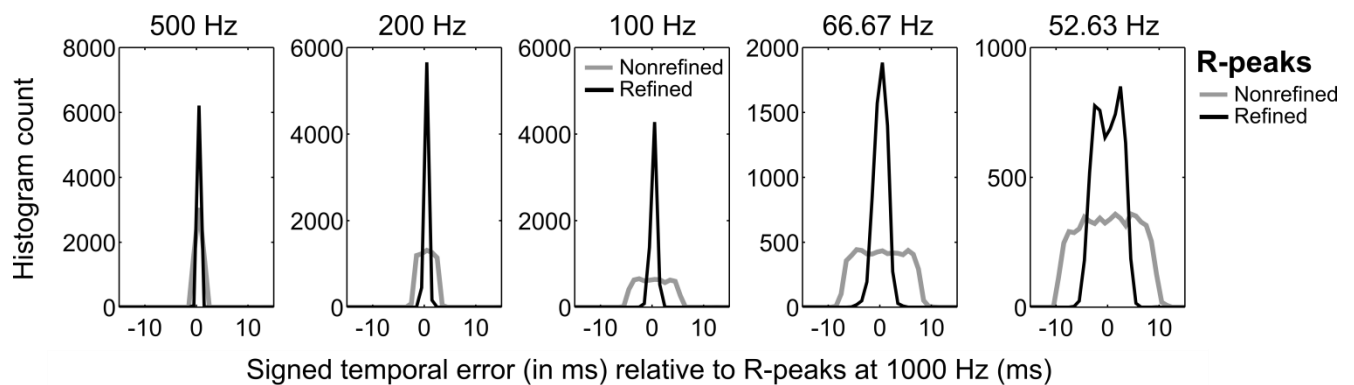 500 Hz
200 Hz
100 Hz
66.67 Hz
52.63 Hz
Histogram count
8000
6000
4000
2000
0
-10 0 10
6000
4000
2000
0
-10 0 10
6000
4000
2000
0
-10 0 10
Nonrefined
Refined
2000
1500
1000
500
0
-10 0 10
1000
500
0
-10 0 10
R-peaks
Nonrefined
Refined
Signed temporal error (in ms) relative to R-peaks at 1000 Hz (ms)